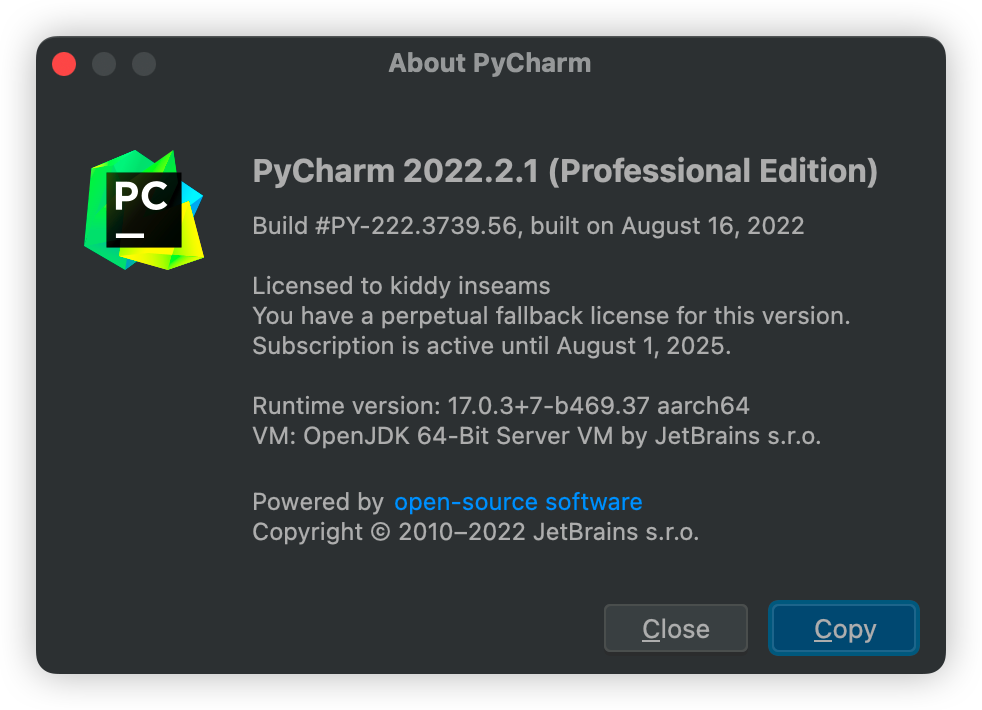 About PyCharm
PC
PyCharm 2022.2.1 (Professional Edition)
Build #PY-222.3739.56, built on August 16, 2022
Licensed to kiddy inseams
You have a perpetual fallback license for this version.
Subscription is active until August 1, 2025.
Runtime version: 17.0.3+7-b469.37 aarch64
VM: OpenJDK 64-Bit Server VM by JetBrains s.r.o.
Powered by open-source software
Copyright © 2010–2022 JetBrains s.r.o.
Close Copy